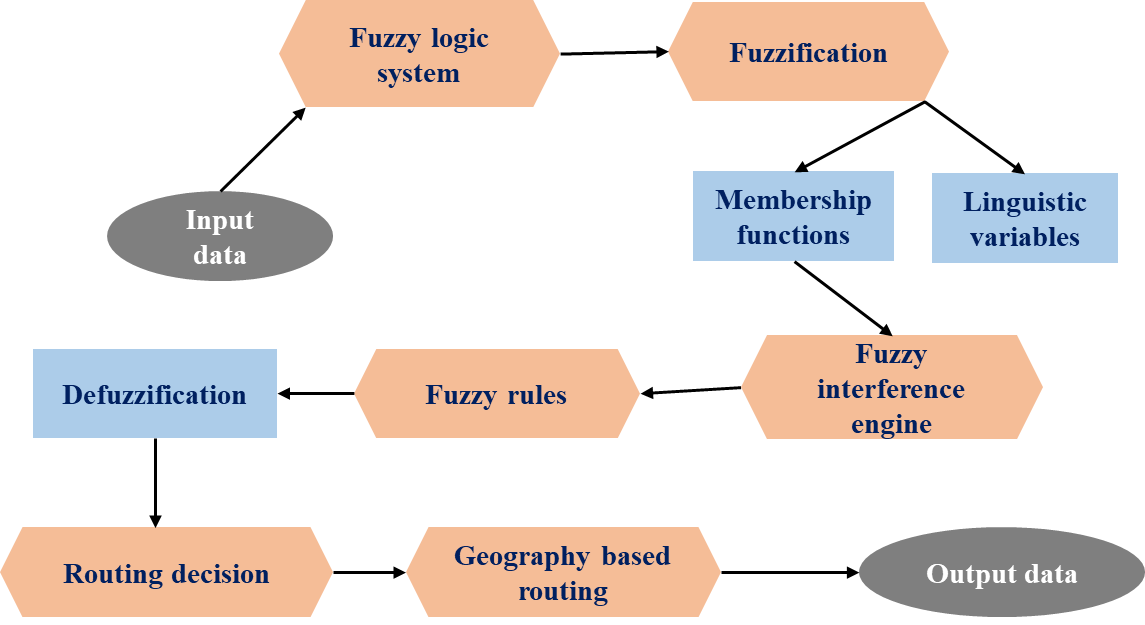 Fuzzy logic
system
Fuzzification
Input
data
Membership
functions
Linguistic
variables
Fuzzy
interference
engine
Fuzzy rules
Defuzzification
Routing decision
Geography based
routing
Output data